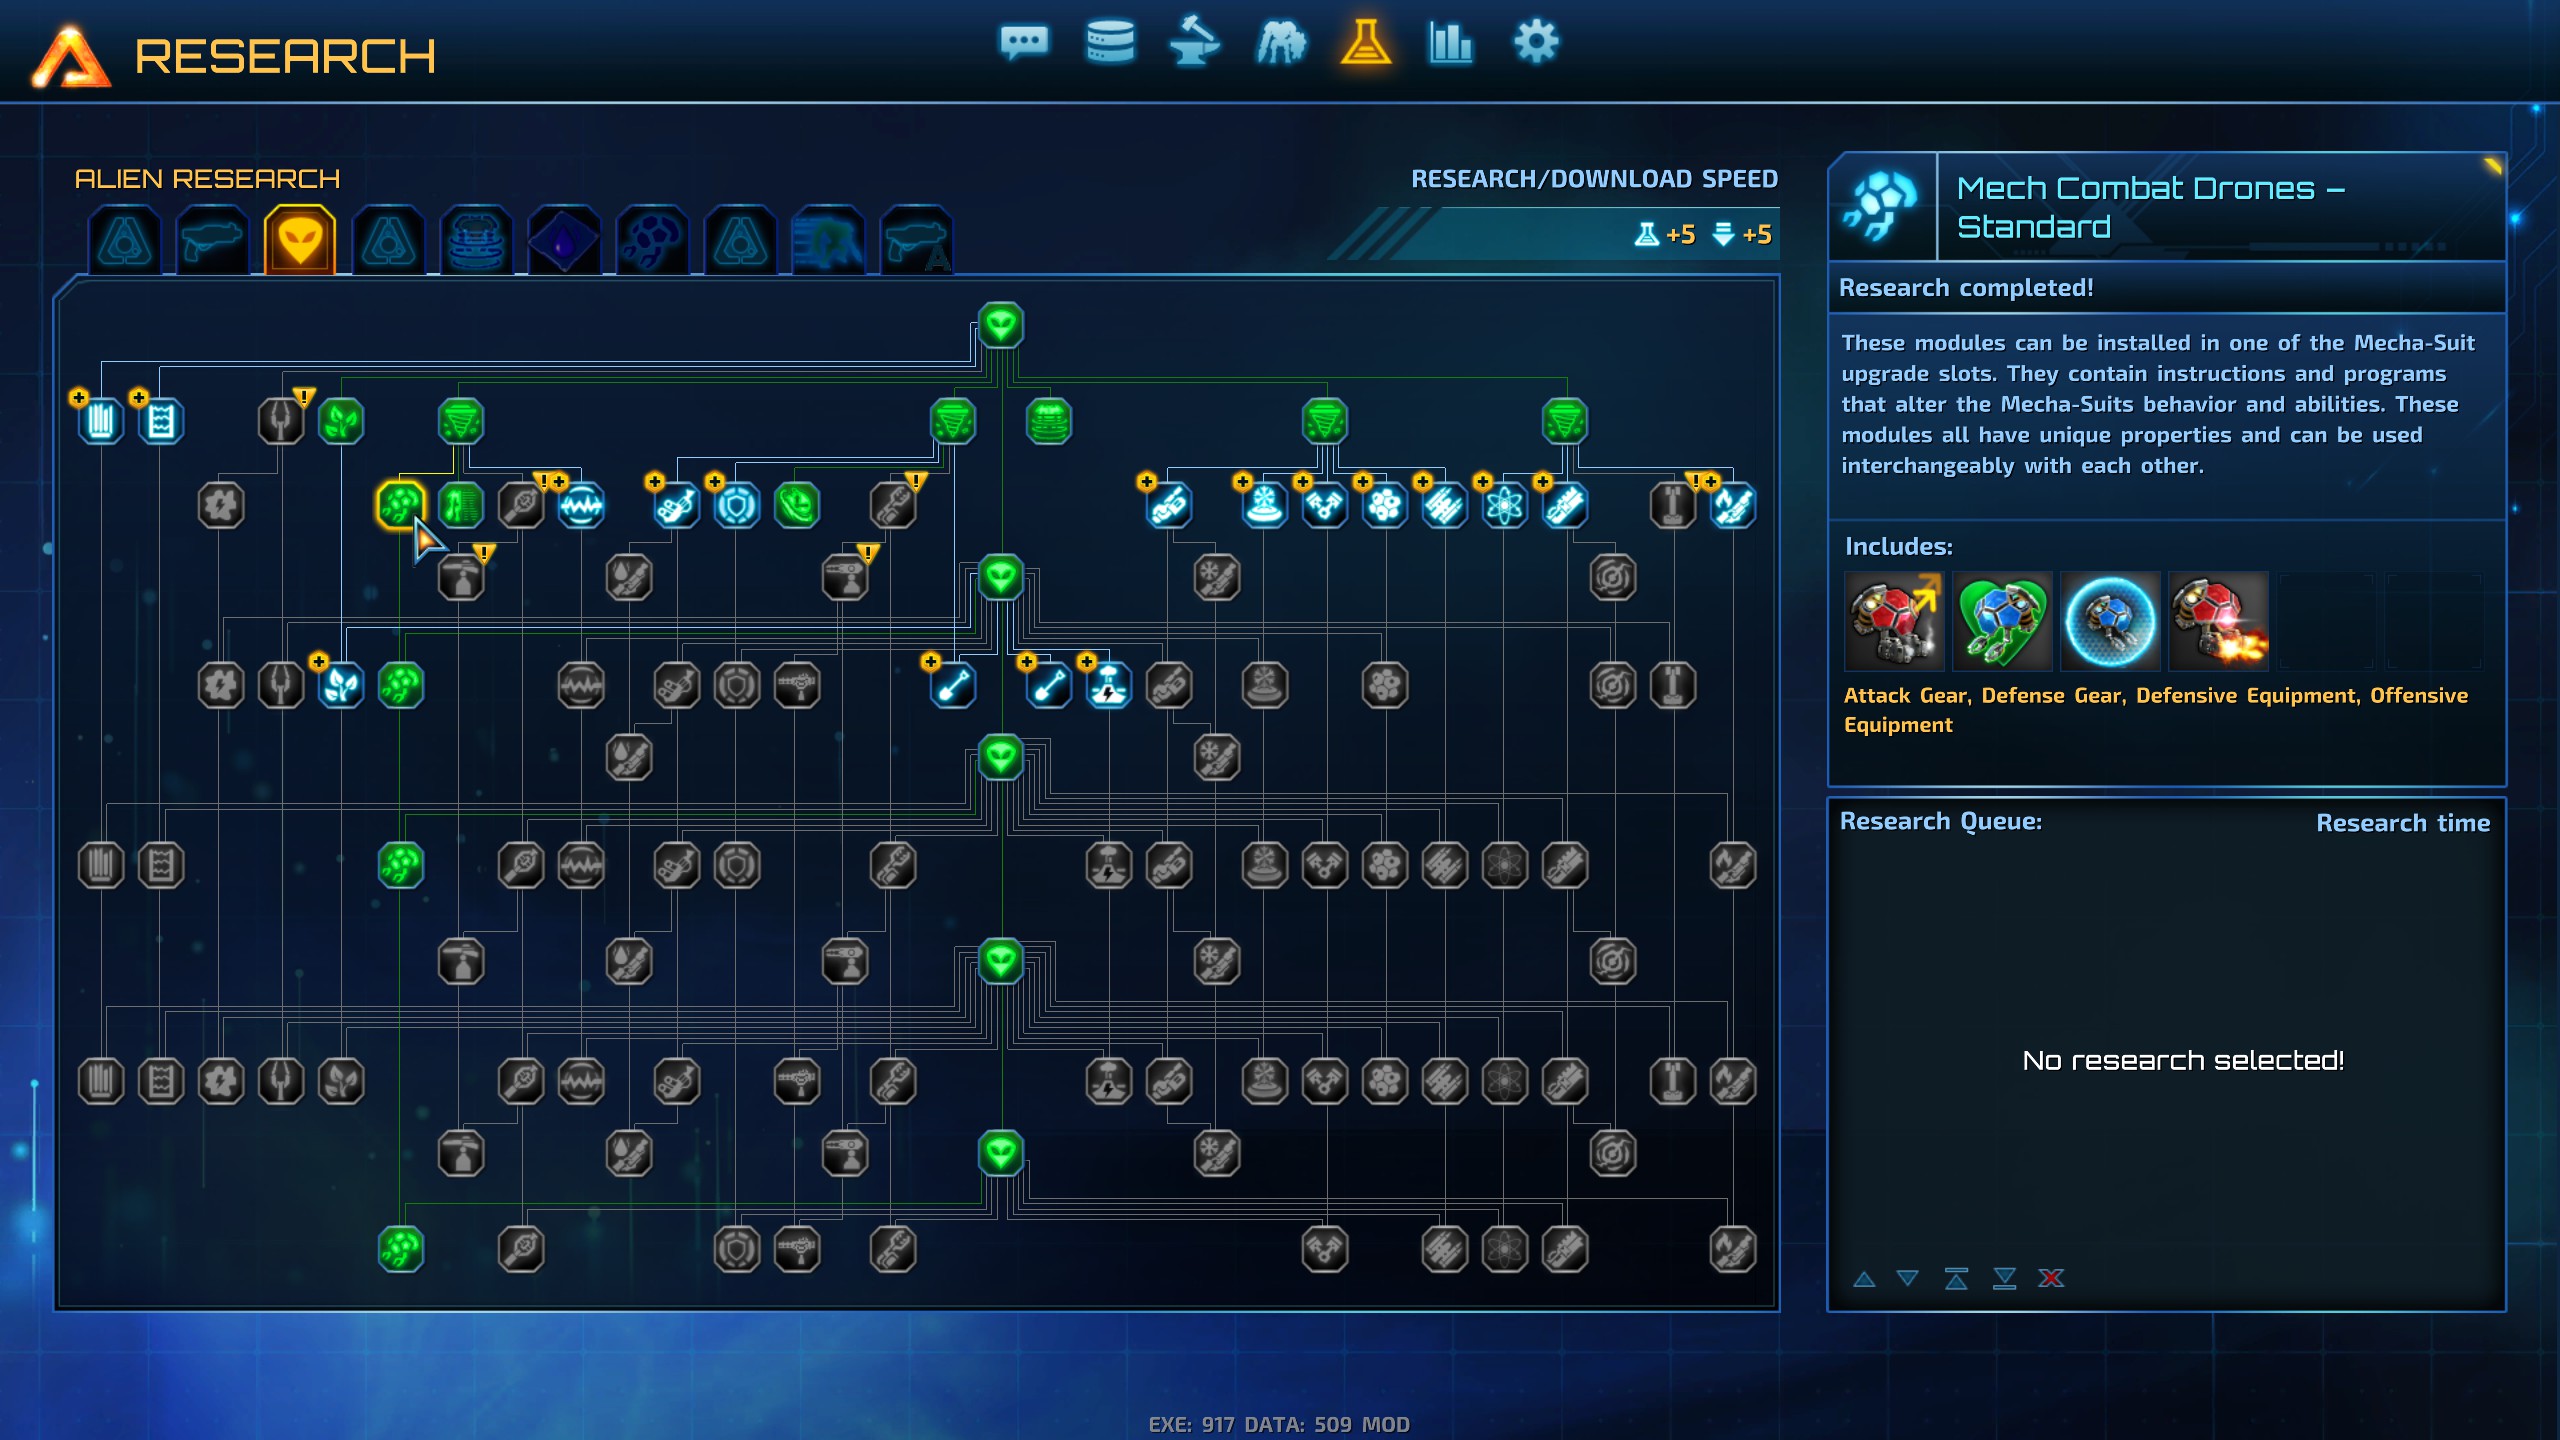 RESEARCH
ALIEN RESEARCH
RESEARCH/DOWNLOAD SPEED
+5 +5
Mech Combat Drones –
Standard
Research completed!
These modules can be installed in one of the Mecha-Suit
upgrade slots. They contain instructions and programs
that alter the Mecha-Suits behavior and abilities. These
modules all have unique properties and can be used
interchangeably with each other.
Includes:
Attack Gear, Defense Gear, Defensive Equipment, Offensive
Equipment
Research Queue: Research time
No research selected!
EXE: 917 DATA: 509 MOD